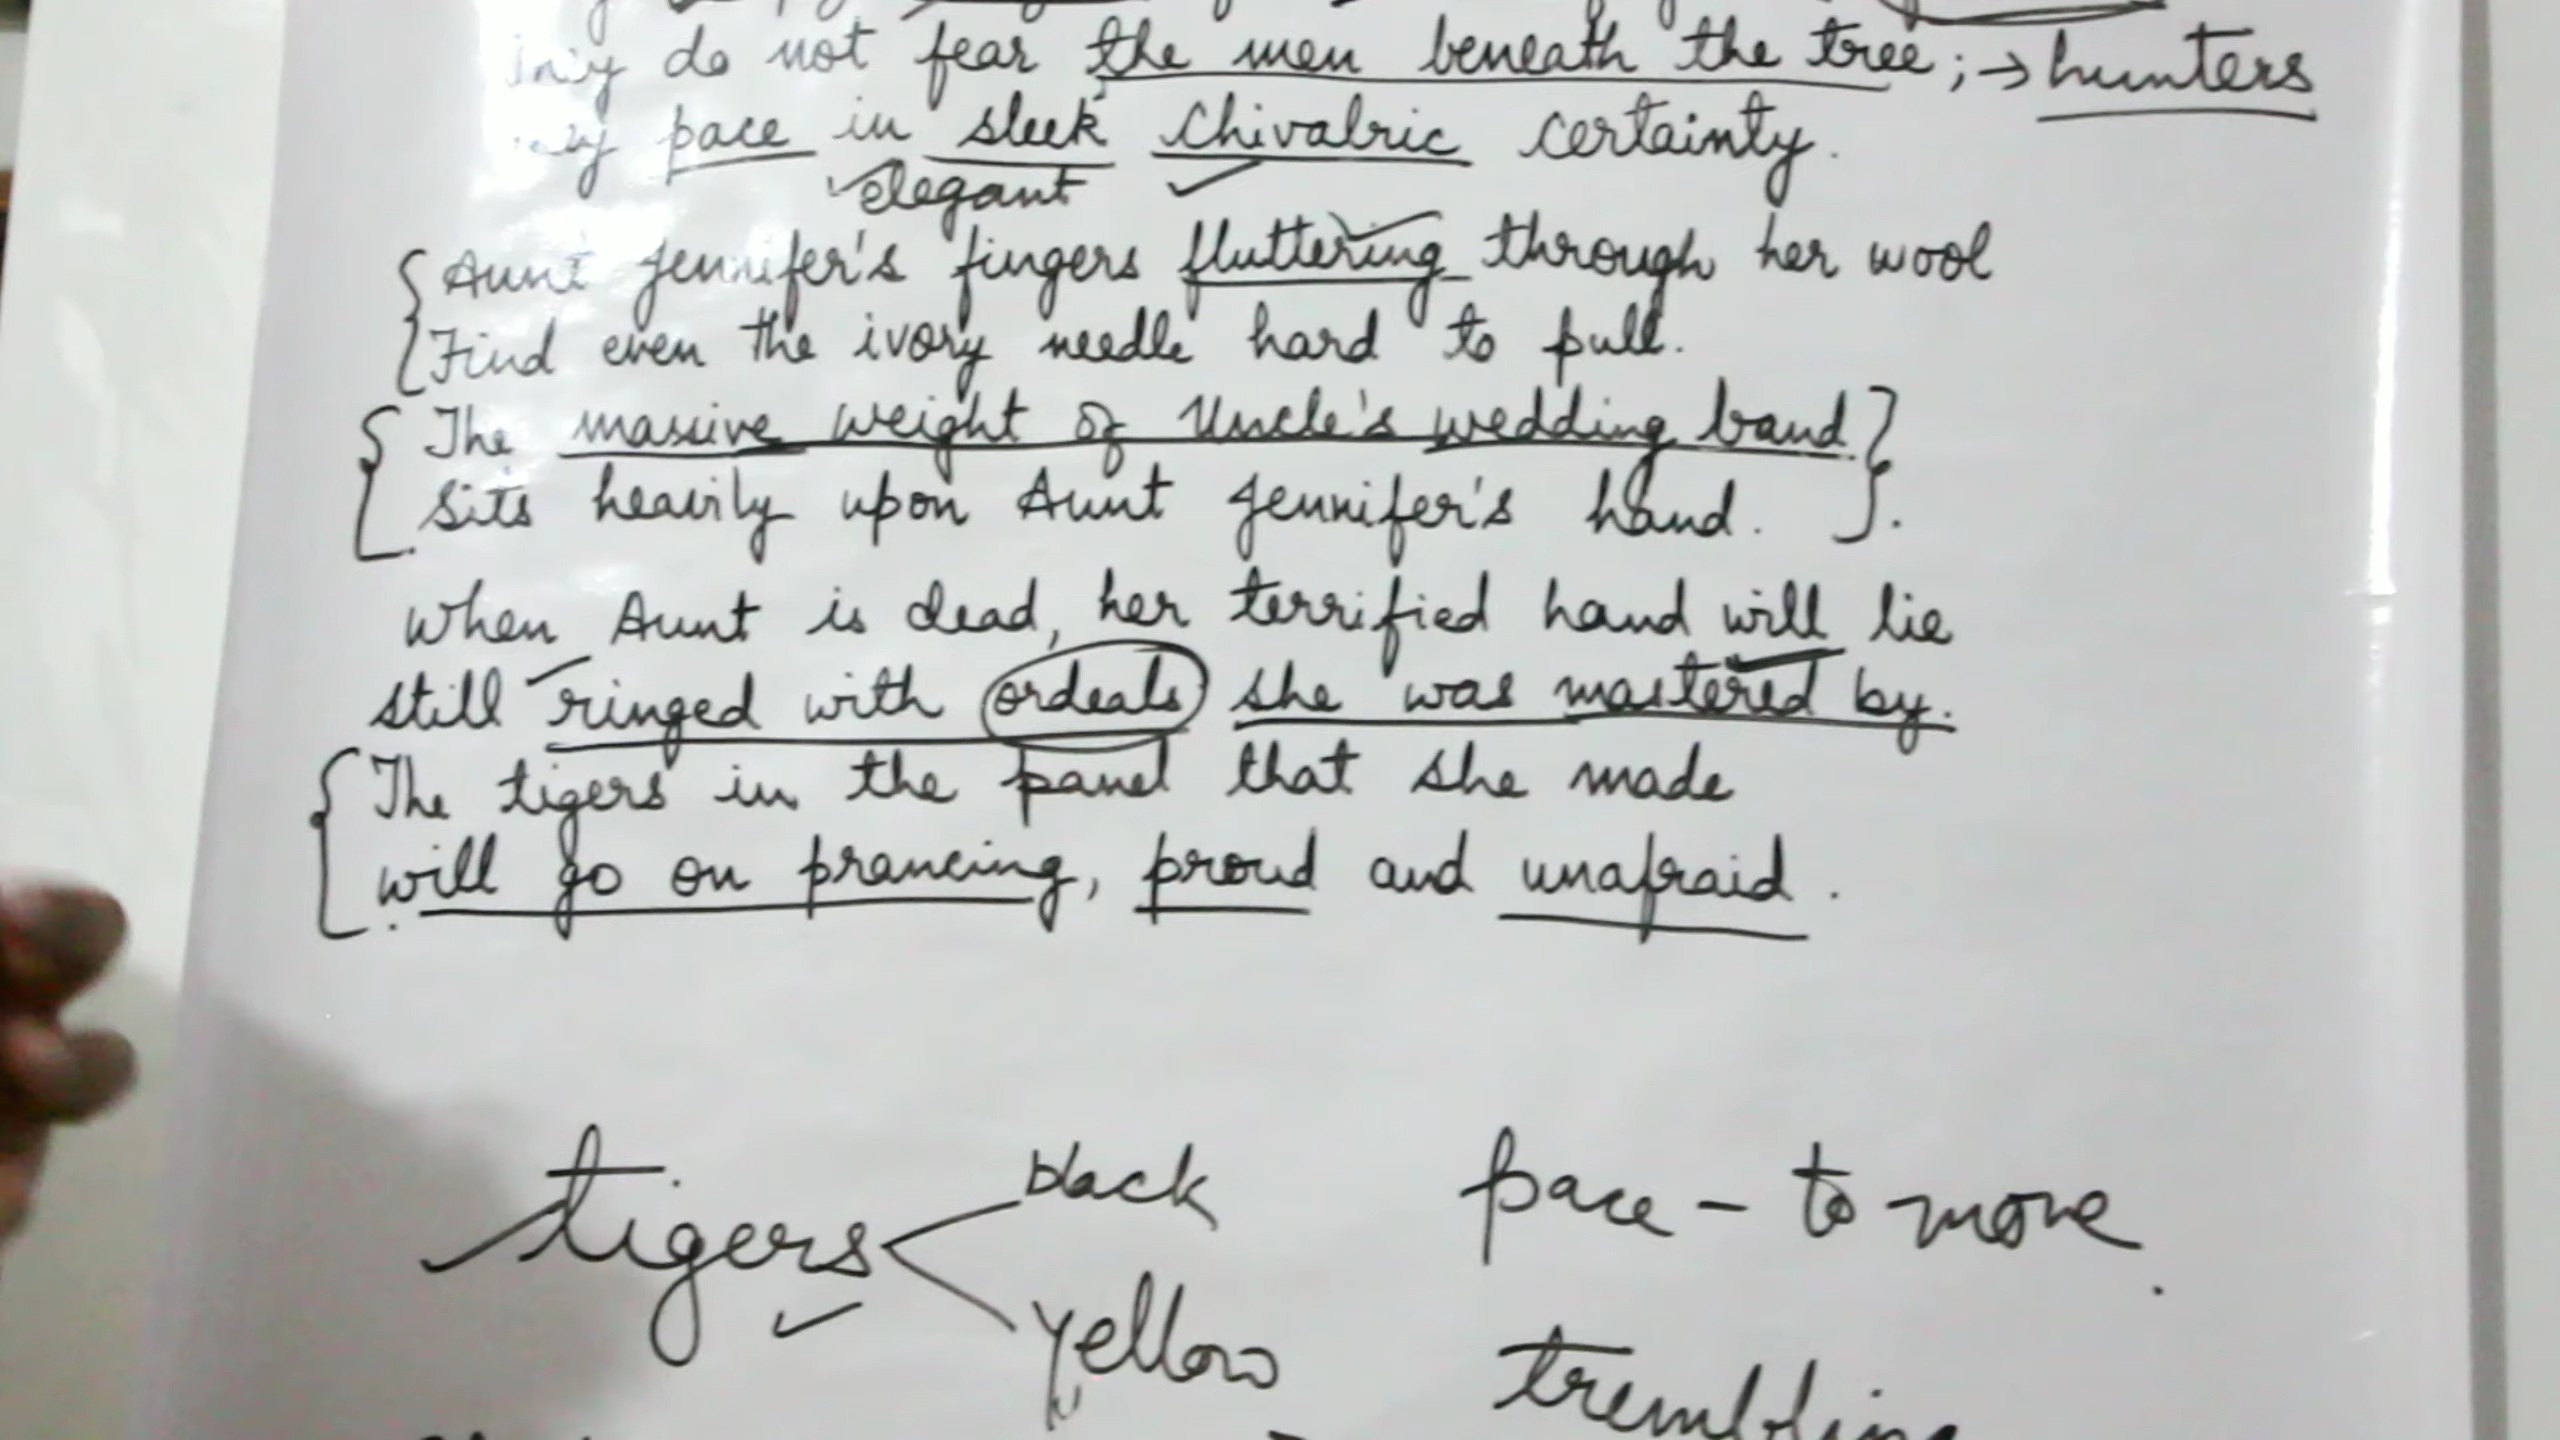 do not fear the men beneath the tree; → hunters
pace in sleek chivalric certainty.
elegant
Aunt Jennifer's fingers fluttering through her wool
Find even the ivory needle hard to pull.
The massive weight of Uncle's wedding band
Sits heavily upon Aunt Jennifer's hand.
When Aunt is dead, her terrified hand will lie
still ringed with ordeals she was mastered by.
The tigers in the panel that she made
will go on prancing, proud and unafraid.
black
tigers pace - to move.
yellow
trembling